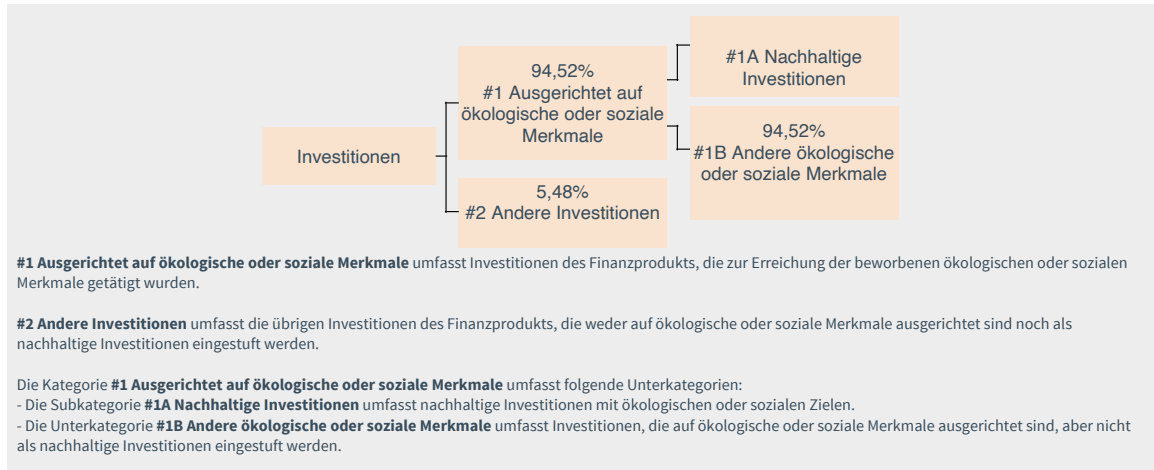 Investitionen
94,52%
#1 Ausgerichtet auf
ökologische oder soziale
Merkmale
5,48%
#2 Andere Investitionen
#1A Nachhaltige
Investitionen
94,52%
#1B Andere ökologische
oder soziale Merkmale
#1 Ausgerichtet auf ökologische oder soziale Merkmale umfasst Investitionen des Finanzprodukts, die zur Erreichung der beworbenen ökologischen oder sozialen
Merkmale getätigt wurden.
#2 Andere Investitionen umfasst die übrigen Investitionen des Finanzprodukts, die weder auf ökologische oder soziale Merkmale ausgerichtet sind noch als
nachhaltige Investitionen eingestuft werden.
Die Kategorie #1 Ausgerichtet auf ökologische oder soziale Merkmale umfasst folgende Unterkategorien:
- Die Subkategorie #1A Nachhaltige Investitionen umfasst nachhaltige Investitionen mit ökologischen oder sozialen Zielen.
- Die Unterkategorie #1B Andere ökologische oder soziale Merkmale umfasst Investitionen, die auf ökologische oder soziale Merkmale ausgerichtet sind, aber nicht
als nachhaltige Investitionen eingestuft werden.